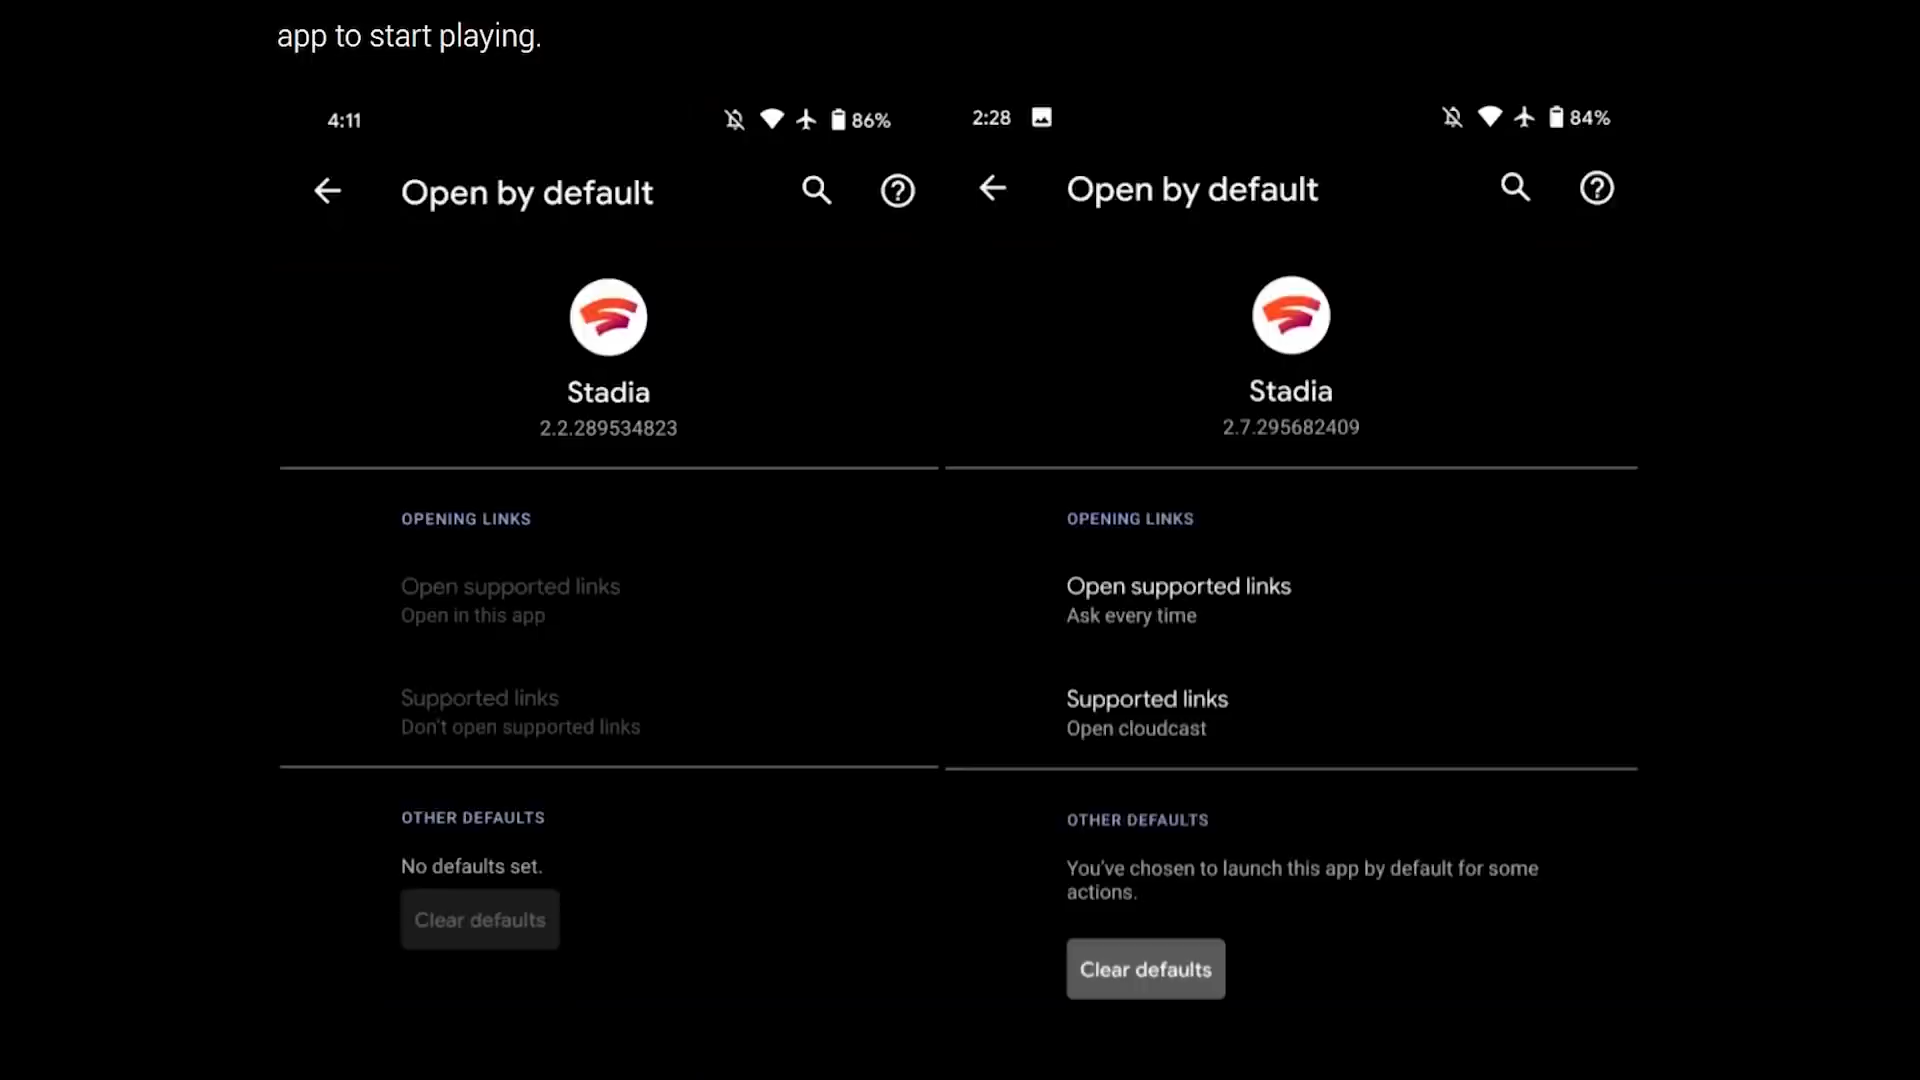 app to start playing.
4:11
86%
Open by default
Stadia
2.2.289534823
OPENING LINKS
Open supported links
Open in this app
Supported links
Don't open supported links
OTHER DEFAULTS
No defaults set.
Clear defaults
2:28
84%
Open by default
Stadia
2.7.295682409
OPENING LINKS
Open supported links
Ask every time
Supported links
Open cloudcast
OTHER DEFAULTS
You've chosen to launch this app by default for some
actions.
Clear defaults